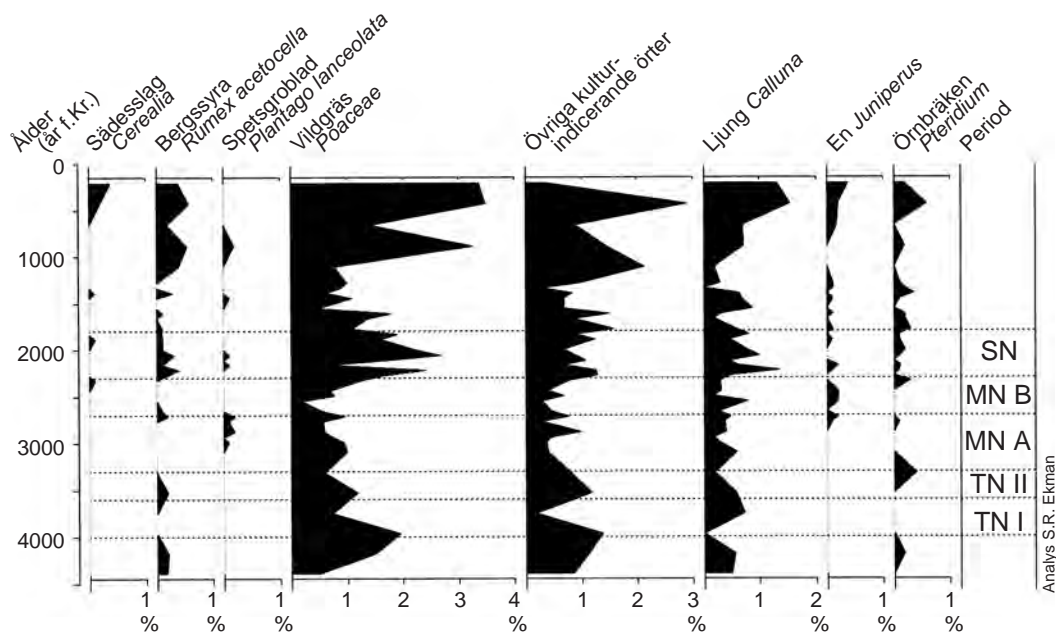 Ålder
(år f.Kr.)
Sädesslag
Cerealia
Bergssyra
Rumex acetocella
Spetsgroblad
Plantago lanceolata
Vildgräs
Poaceae
Övriga kultur-
indicerande örter
Ljung Calluna
En Juniperus
Örnbräken
Pteridium
Period
0
1000
2000
3000
4000
SN
MN B
MN A
TN II
TN I
Analys S.R. Ekman
1 1 1 1 2 3 4 1 2 3 1 2 1 1
% % % % % % % %